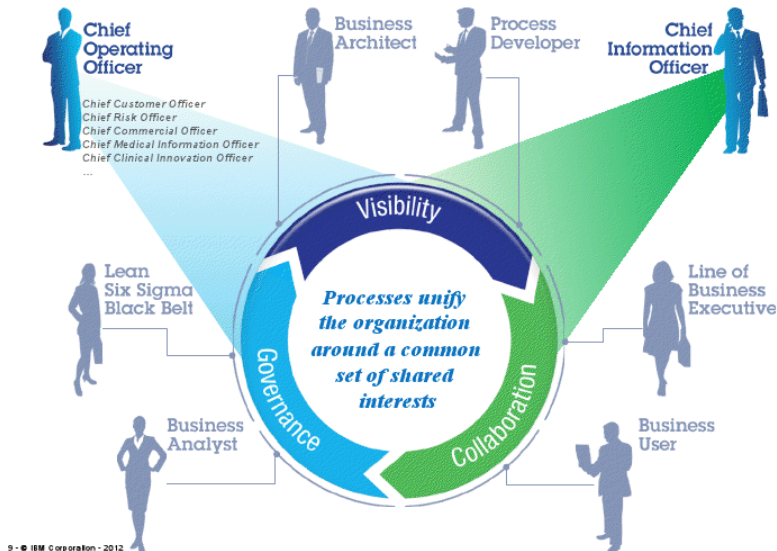 Chief
Operating
Officer
Chief Customer Officer
Chief Risk Officer
Chief Commercial Officer
Chief Medical Information Officer
Chief Clinical Innovation Officer
...
Business
Architect
Process
Developer
Chief
Information
Officer
Visibility
Lean
Six Sigma
Black Belt
Processes unify
the organization
around a common
set of shared
interests
Line of
Business
Executive
Governance
Collaboration
Business
Analyst
Business
User
9 - © IBM Corporation - 2012